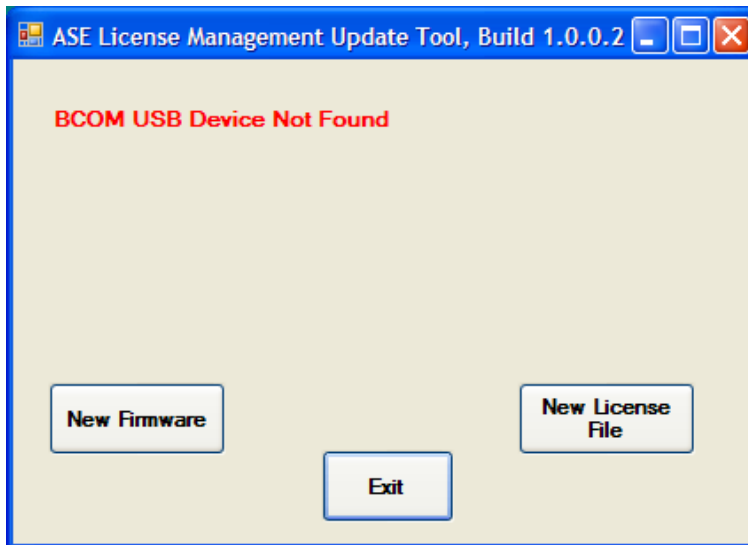 ASE License Management Update Tool, Build 1.0.0.2
BCOM USB Device Not Found
New Firmware
New License
File
Exit